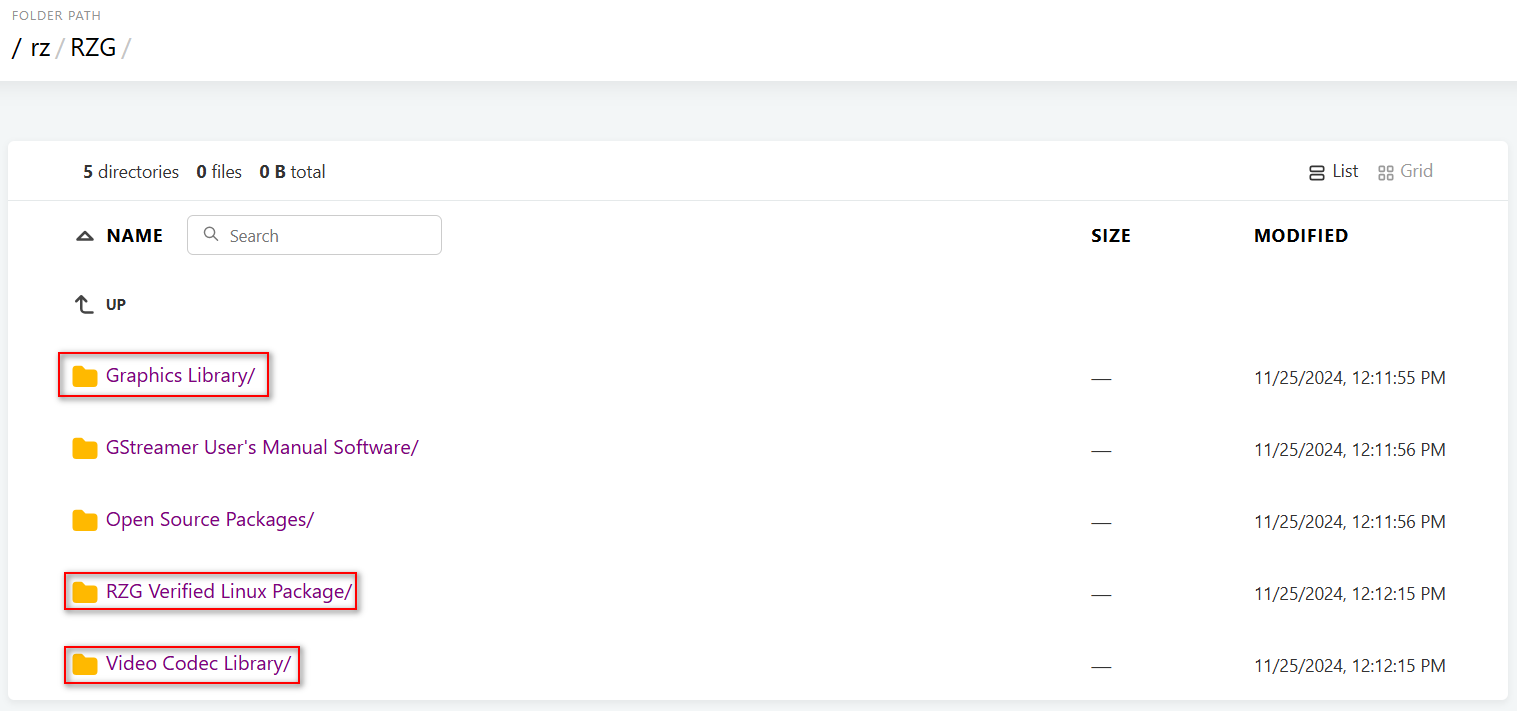 FOLDER PATH
/ rz / RZG /
5 directories 0 files 0 B total List Grid
NAME Search SIZE MODIFIED
UP
Graphics Library/ — 11/25/2024, 12:11:55 PM
GStreamer User's Manual Software/ — 11/25/2024, 12:11:56 PM
Open Source Packages/ — 11/25/2024, 12:11:56 PM
RZG Verified Linux Package/ — 11/25/2024, 12:12:15 PM
Video Codec Library/ — 11/25/2024, 12:12:15 PM